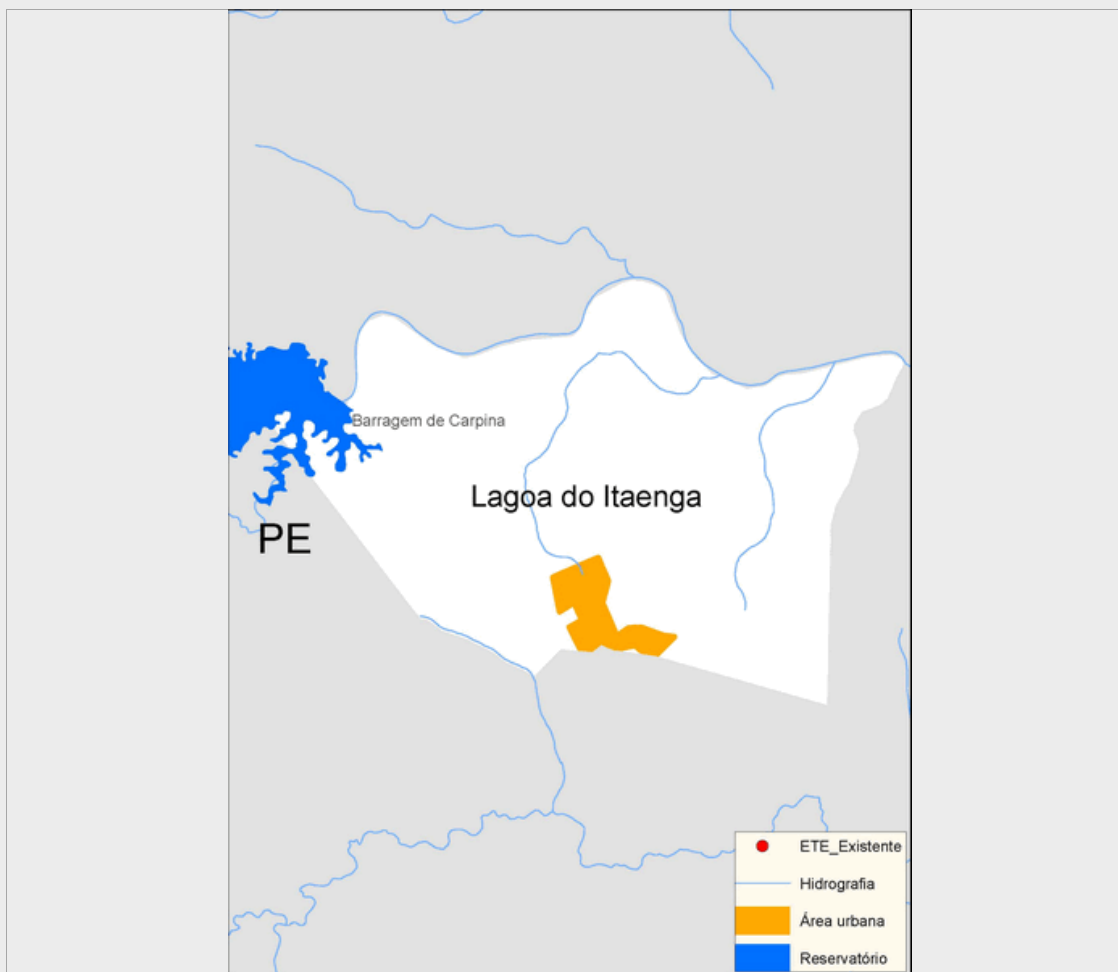 Barragem de Carpina
Lagoa do Itaenga
PE
ETE_Existente
Hidrografia
Área urbana
Reservatório